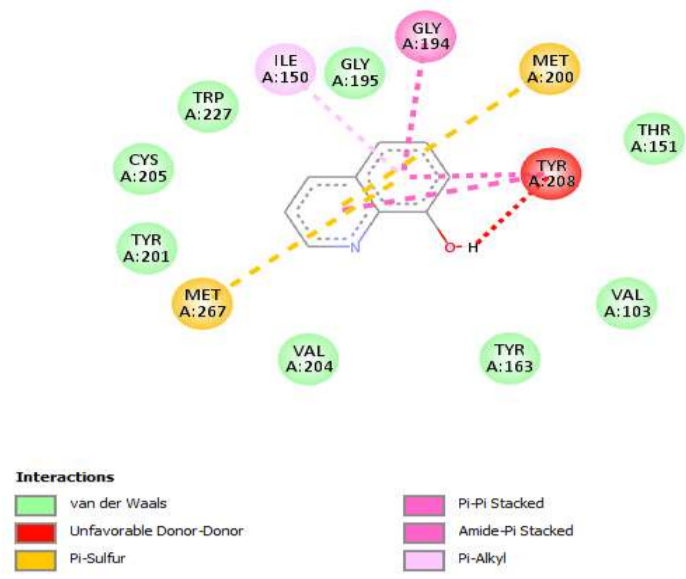 GLY
A:194
ILE
A:150
GLY
A:195
MET
A:200
TRP
A:227
THR
A:151
CYS
A:205
TYR
A:208
TYR
A:201
N
O
H
MET
A:267
VAL
A:103
VAL
A:204
TYR
A:163
Interactions
van der Waals
Unfavorable Donor-Donor
Pi-Sulfur
Pi-Pi Stacked
Amide-Pi Stacked
Pi-Alkyl